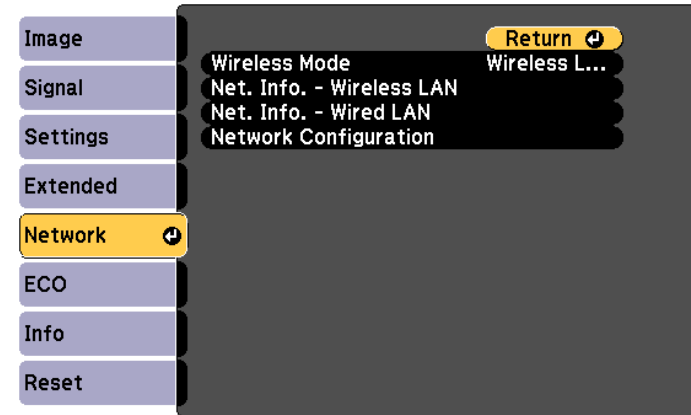 Image
Signal
Settings
Extended
Network
ECO
Info
Reset
Return
Wireless Mode Wireless L...
Net. Info. - Wireless LAN
Net. Info. - Wired LAN
Network Configuration